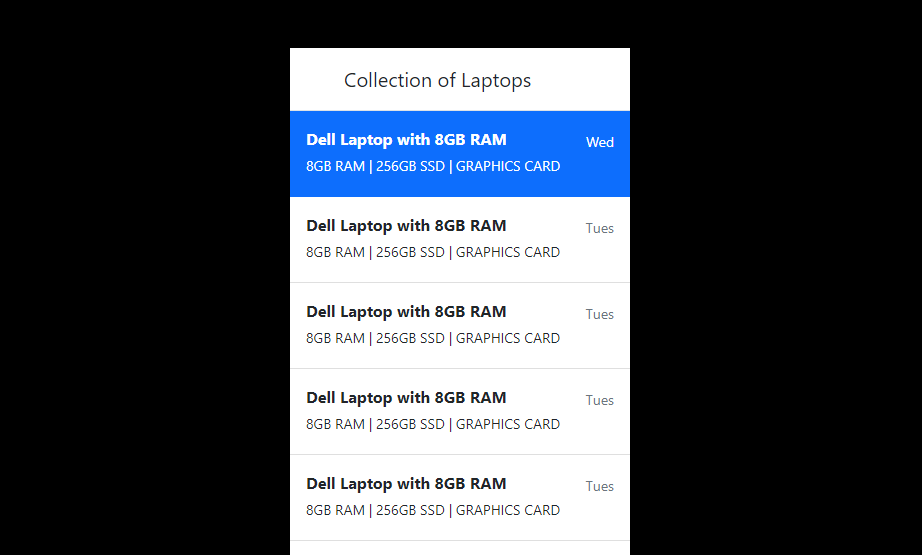 Collection of Laptops
Dell Laptop with 8GB RAM Wed
8GB RAM | 256GB SSD | GRAPHICS CARD
Dell Laptop with 8GB RAM Tues
8GB RAM | 256GB SSD | GRAPHICS CARD
Dell Laptop with 8GB RAM Tues
8GB RAM | 256GB SSD | GRAPHICS CARD
Dell Laptop with 8GB RAM Tues
8GB RAM | 256GB SSD | GRAPHICS CARD
Dell Laptop with 8GB RAM Tues
8GB RAM | 256GB SSD | GRAPHICS CARD